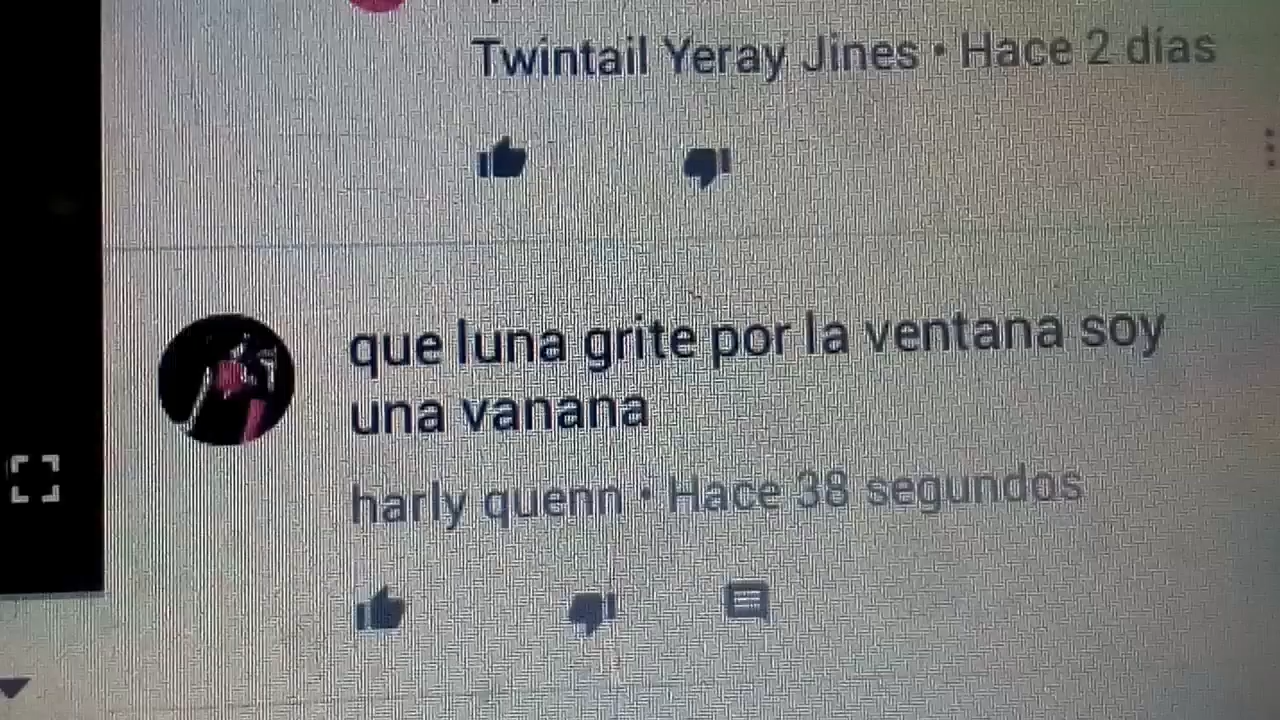 Twintail Yeray Jines • Hace 2 días
que luna grite por la ventana soy
una vanana
harly quenn • Hace 38 segundos